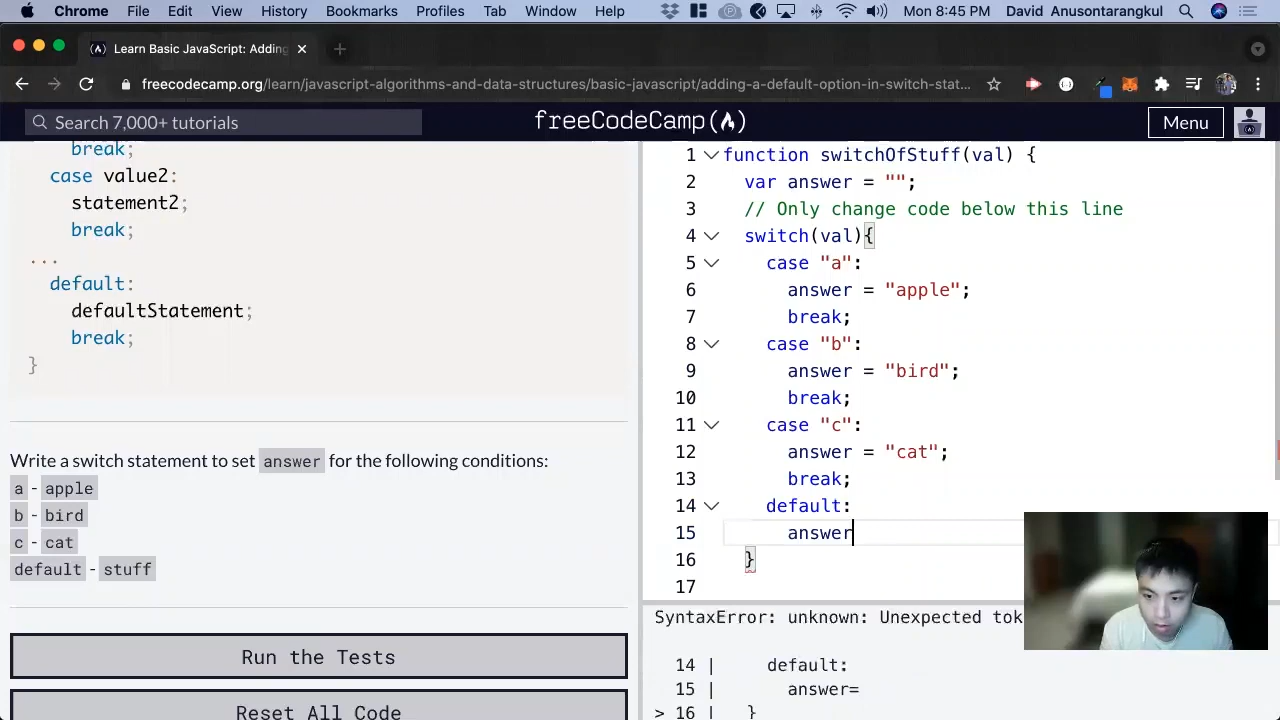 Chrome File Edit View History Bookmarks Profiles Tab Window Help Mon 8:45 PM David Anusontarangkul
Learn Basic JavaScript: Adding
freecodecamp.org/learn/javascript-algorithms-and-data-structures/basic-javascript/adding-a-default-option-in-switch-stat...
Search 7,000+ tutorials
freeCodeCamp
Menu
break;
case value2:
statement2;
break;
...
default:
defaultStatement;
break;
}
Write a switch statement to set answer for the following conditions:
a - apple
b - bird
c - cat
default - stuff
Run the Tests
Reset All Code
1 function switchOfStuff(val) {
2 var answer = "";
3 // Only change code below this line
4 switch(val){
5 case "a":
6 answer = "apple";
7 break;
8 case "b":
9 answer = "bird";
10 break;
11 case "c":
12 answer = "cat";
13 break;
14 default:
15 answer
16 }
17
SyntaxError: unknown: Unexpected tok
14 | default:
15 | answer=
> 16 | }